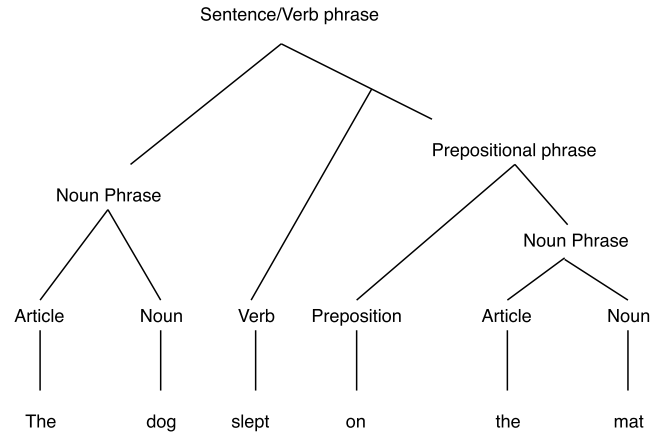 Sentence/Verb phrase
Prepositional phrase
Noun Phrase
Noun Phrase
Article Noun Verb Preposition Article Noun
The dog slept on the mat